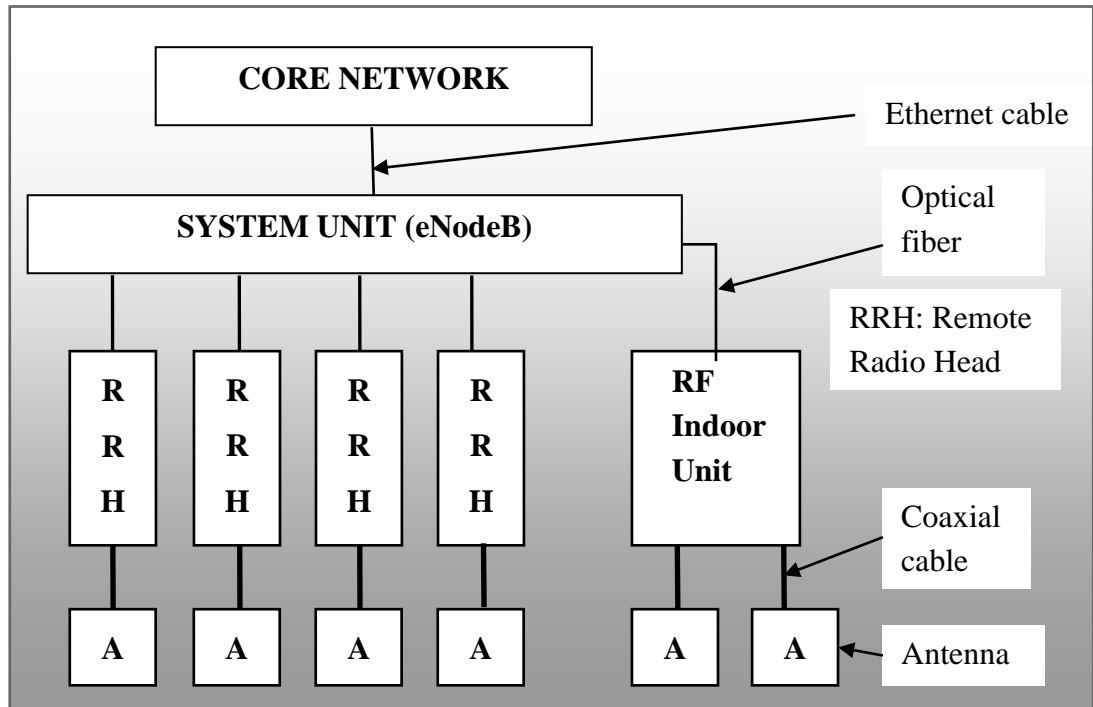 CORE NETWORK
Ethernet cable
SYSTEM UNIT (eNodeB)
Optical
fiber
RRH: Remote
Radio Head
R
R
H
R
R
H
R
R
H
R
R
H
RF
Indoor
Unit
Coaxial
cable
A
A
A
A
A
A
Antenna